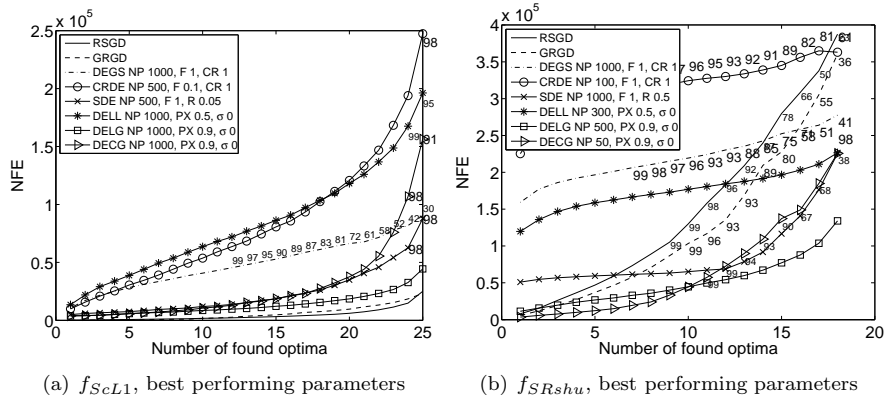 x 10^5
2.5
2
1.5
1
0.5
0
NFE
RSGD
GRGD
DEGS NP 1000, F 1, CR 1
CRDE NP 500, F 0.1, CR 1
SDE NP 500, F 1, R 0.05
DELL NP 1000, PX 0.5, σ 0
DELG NP 1000, PX 0.9, σ 0
DECG NP 1000, PX 0.9, σ 0
98
95
99
91
98
30
98
99 97 95 90 89 87 83 81 72 61 58 52 42
98
0 5 10 15 20 25
Number of found optima
(a) f_ScL1, best performing parameters
x 10^5
4
3.5
3
2.5
2
1.5
1
0.5
0
NFE
RSGD
GRGD
DEGS NP 1000, F 1, CR 1
CRDE NP 100, F 1, CR 1
SDE NP 1000, F 1, R 0.5
DELL NP 300, PX 0.5, σ 0
DELG NP 500, PX 0.9, σ 0
DECG NP 50, PX 0.9, σ 0
97 96 95 93 92 91 89 82 81 61
36
50
66
55
78
41
51
75 58
99 98 97 96 93 93 88 85
98
38
80
89
92
96
98
93
68
99
67
90
96
93
99
94
99
99
0 5 10 15 20
Number of found optima
(b) f_SRshu, best performing parameters